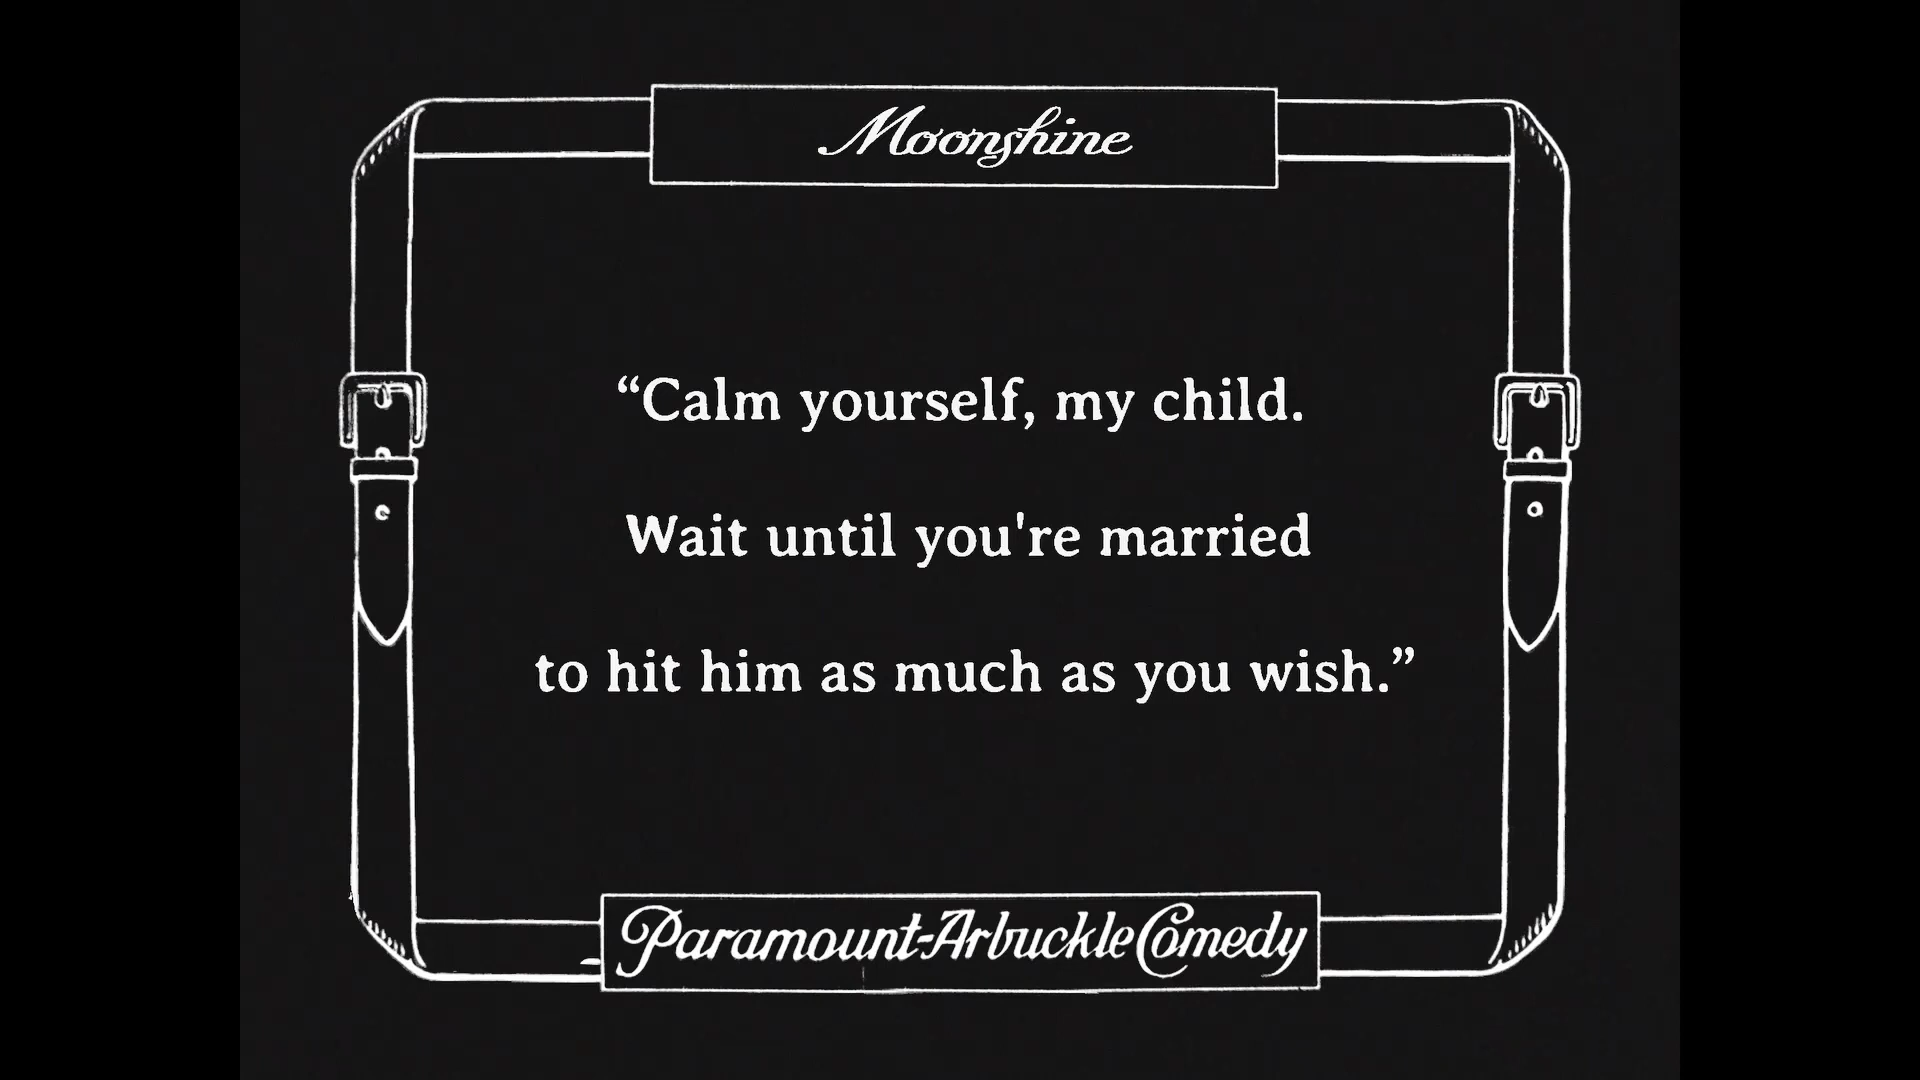 Moonshine
“Calm yourself, my child.
Wait until you're married
to hit him as much as you wish.”
Paramount-Arbuckle Comedy